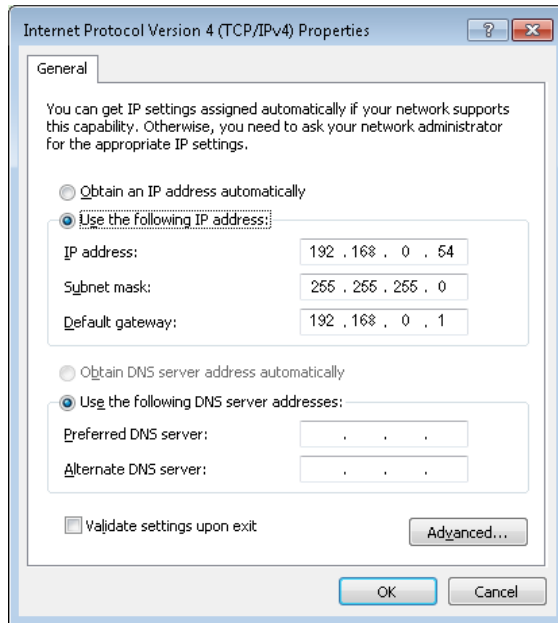 Internet Protocol Version 4 (TCP/IPv4) Properties
General
You can get IP settings assigned automatically if your network supports
this capability. Otherwise, you need to ask your network administrator
for the appropriate IP settings.
Obtain an IP address automatically
Use the following IP address:
IP address: 192 . 168 . 0 . 54
Subnet mask: 255 . 255 . 255 . 0
Default gateway: 192 . 168 . 0 . 1
Obtain DNS server address automatically
Use the following DNS server addresses:
Preferred DNS server: . . .
Alternate DNS server: . . .
Validate settings upon exit
Advanced...
OK Cancel